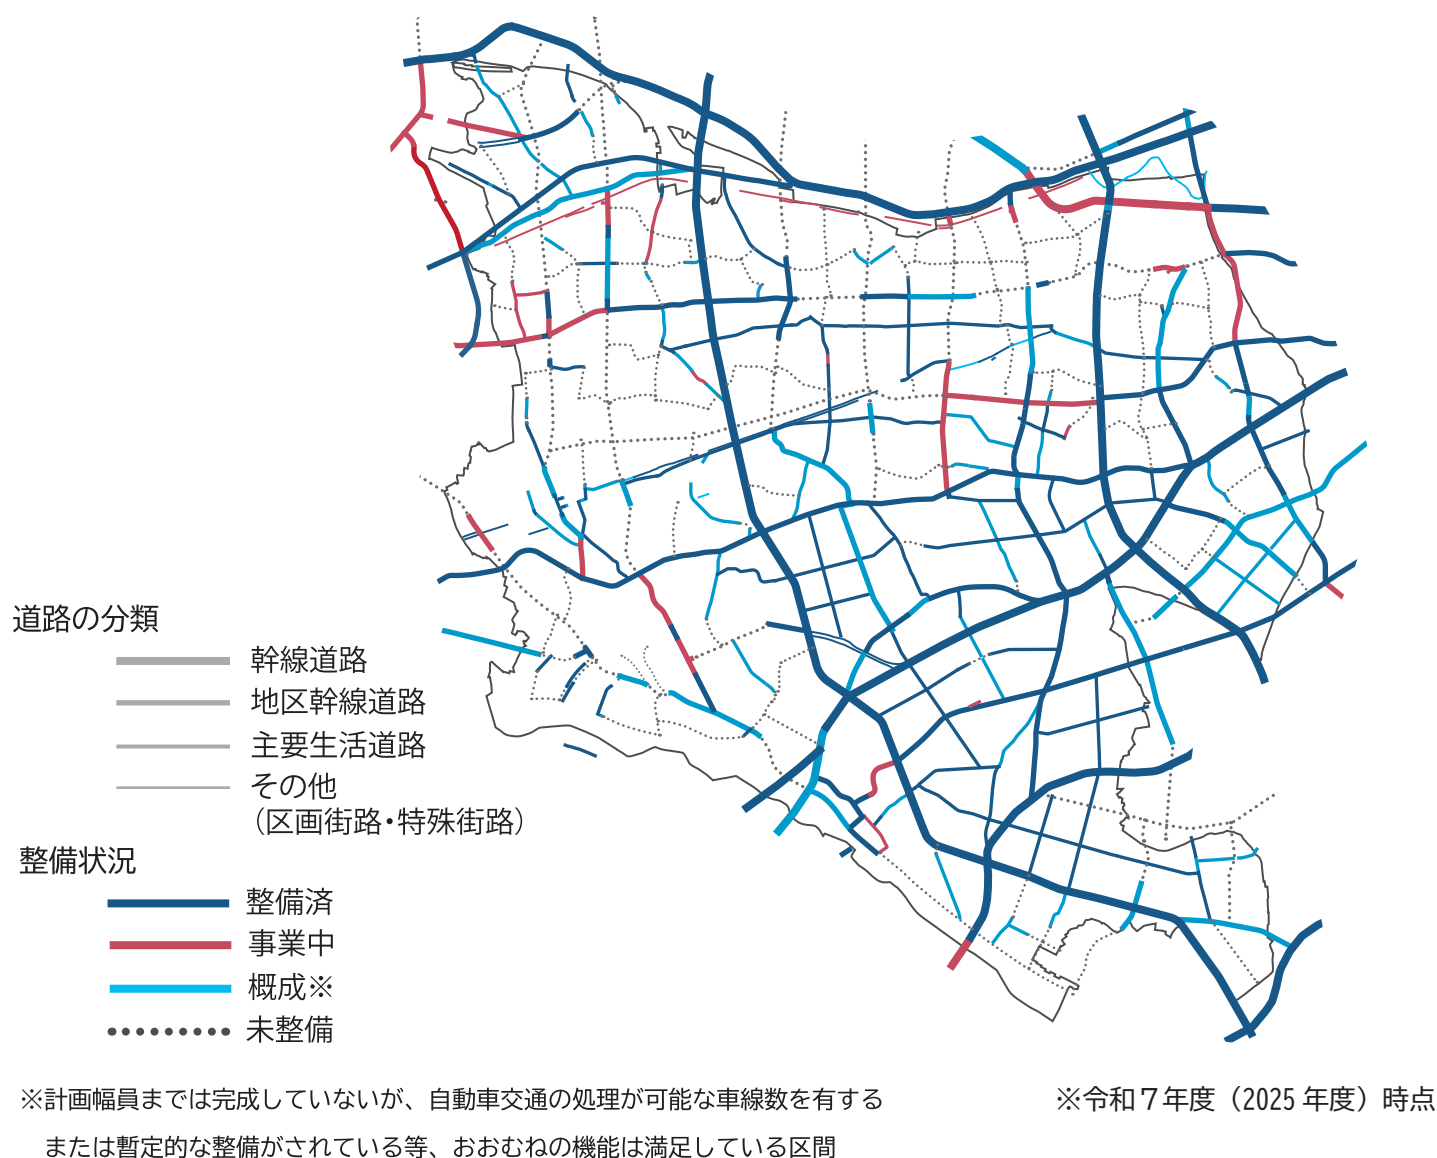 道路の分類
幹線道路
地区幹線道路
主要生活道路
その他
（区画街路・特殊街路）
整備状況
整備済
事業中
概成※
未整備
※計画幅員までは完成していないが、自動車交通の処理が可能な車線数を有する
または暫定的な整備がされている等、おおむねの機能は満足している区間
※令和７年度（2025 年度）時点